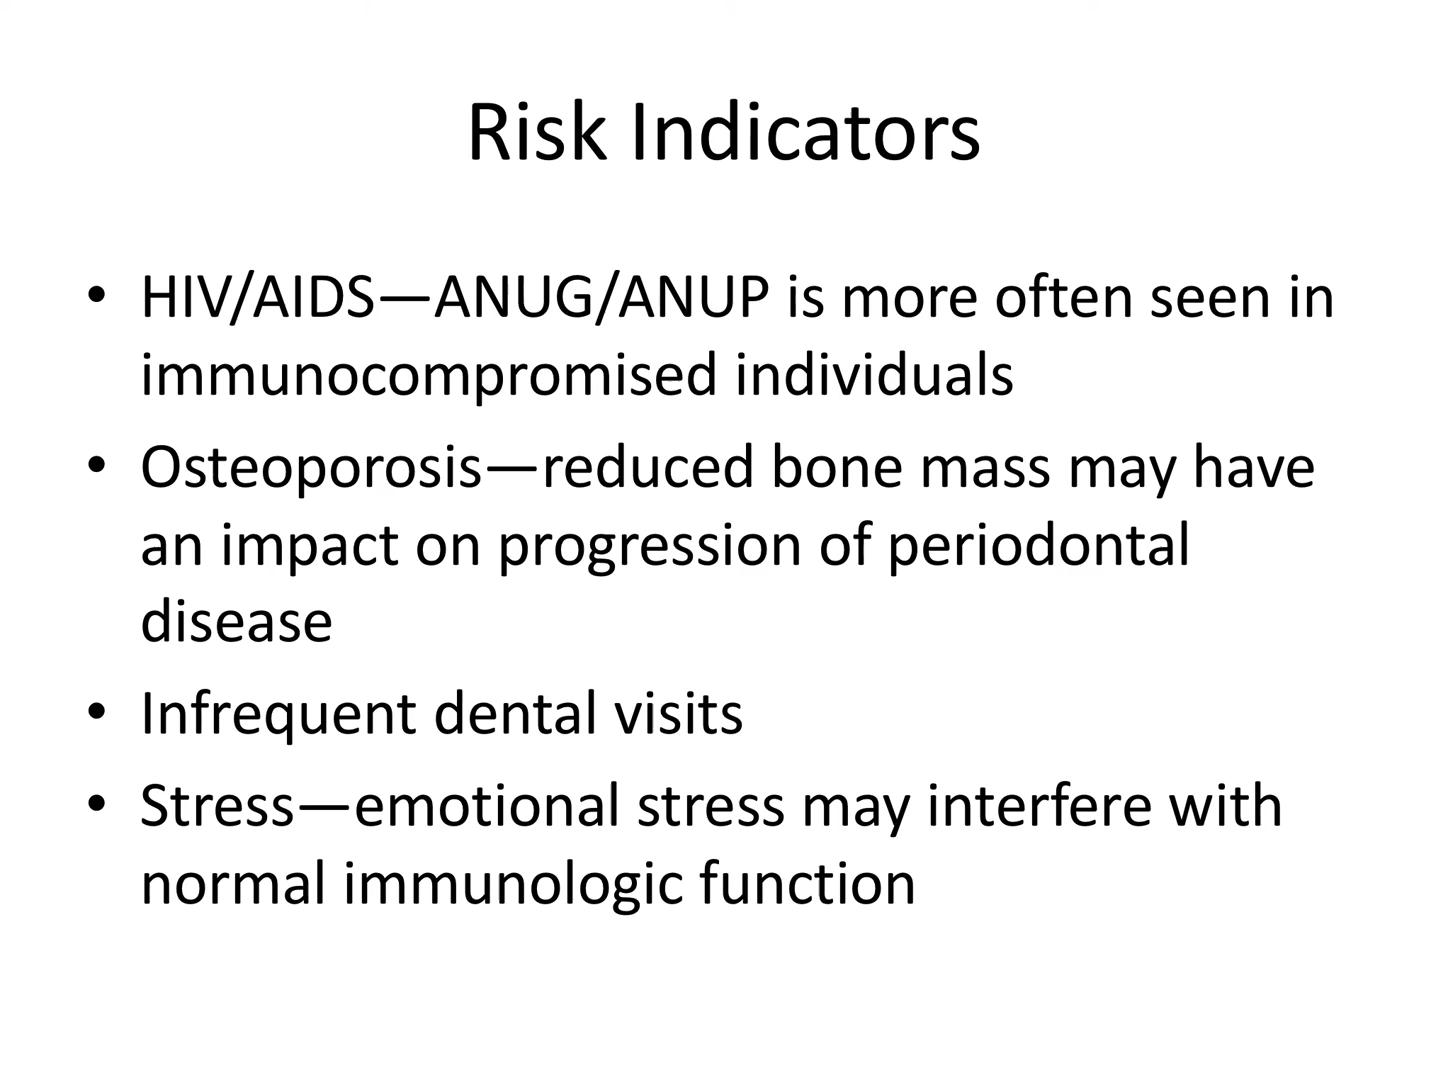 Risk Indicators
• HIV/AIDS—ANUG/ANUP is more often seen in
immunocompromised individuals
• Osteoporosis—reduced bone mass may have
an impact on progression of periodontal
disease
• Infrequent dental visits
• Stress—emotional stress may interfere with
normal immunologic function